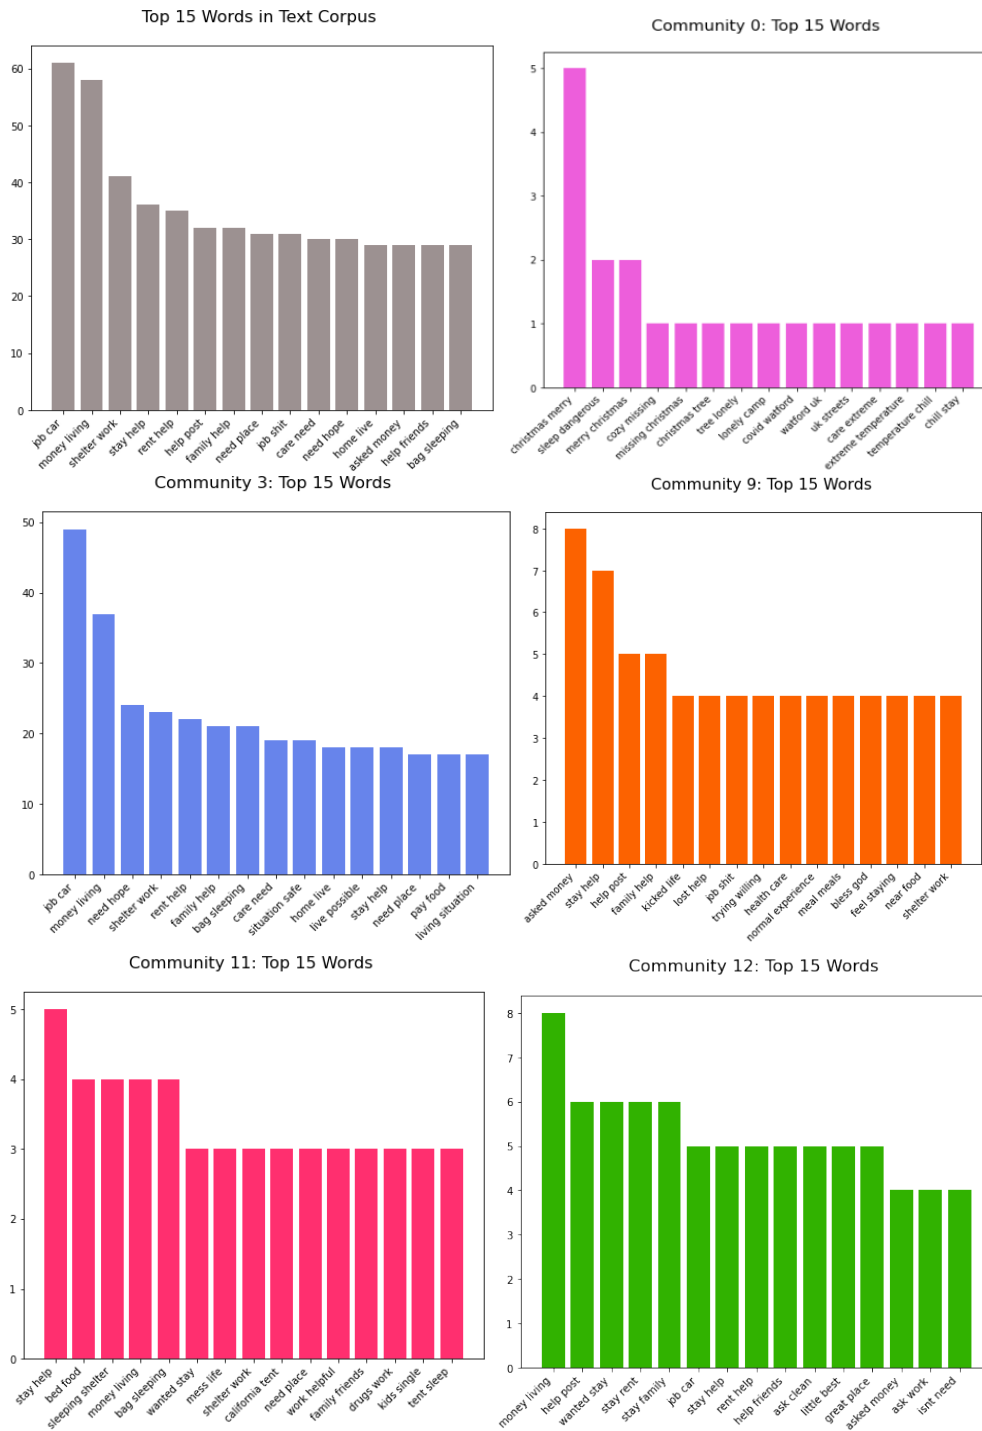 Top 15 Words in Text Corpus
60
50
40
30
20
10
0
job car
money living
shelter work
stay help
rent help
help post
family help
need place
job shit
care need
need hope
home live
asked money
help friends
bag sleeping
Community 0: Top 15 Words
5
4
3
2
1
0
christmas merry
sleep dangerous
merry christmas
cozy missing
missing christmas
christmas tree
tree lonely
lonely camp
covid watford
watford uk
uk streets
care extreme
extreme temperature
temperature chill
chill stay
Community 3: Top 15 Words
50
40
30
20
10
0
job car
money living
need hope
shelter work
rent help
family help
bag sleeping
care need
situation safe
home live
live possible
stay help
need place
pay food
living situation
Community 9: Top 15 Words
8
7
6
5
4
3
2
1
0
asked money
stay help
help post
family help
kicked life
lost help
job shit
trying willing
health care
normal experience
meal meals
bless god
feel staying
near food
shelter work
Community 11: Top 15 Words
5
4
3
2
1
0
stay help
bed food
sleeping shelter
money living
bag sleeping
wanted stay
mess life
shelter work
california tent
need place
work helpful
family friends
drugs work
kids single
tent sleep
Community 12: Top 15 Words
8
7
6
5
4
3
2
1
0
money living
help post
wanted stay
stay rent
stay family
job car
stay help
rent help
help friends
ask clean
little best
great place
asked money
ask work
isnt need